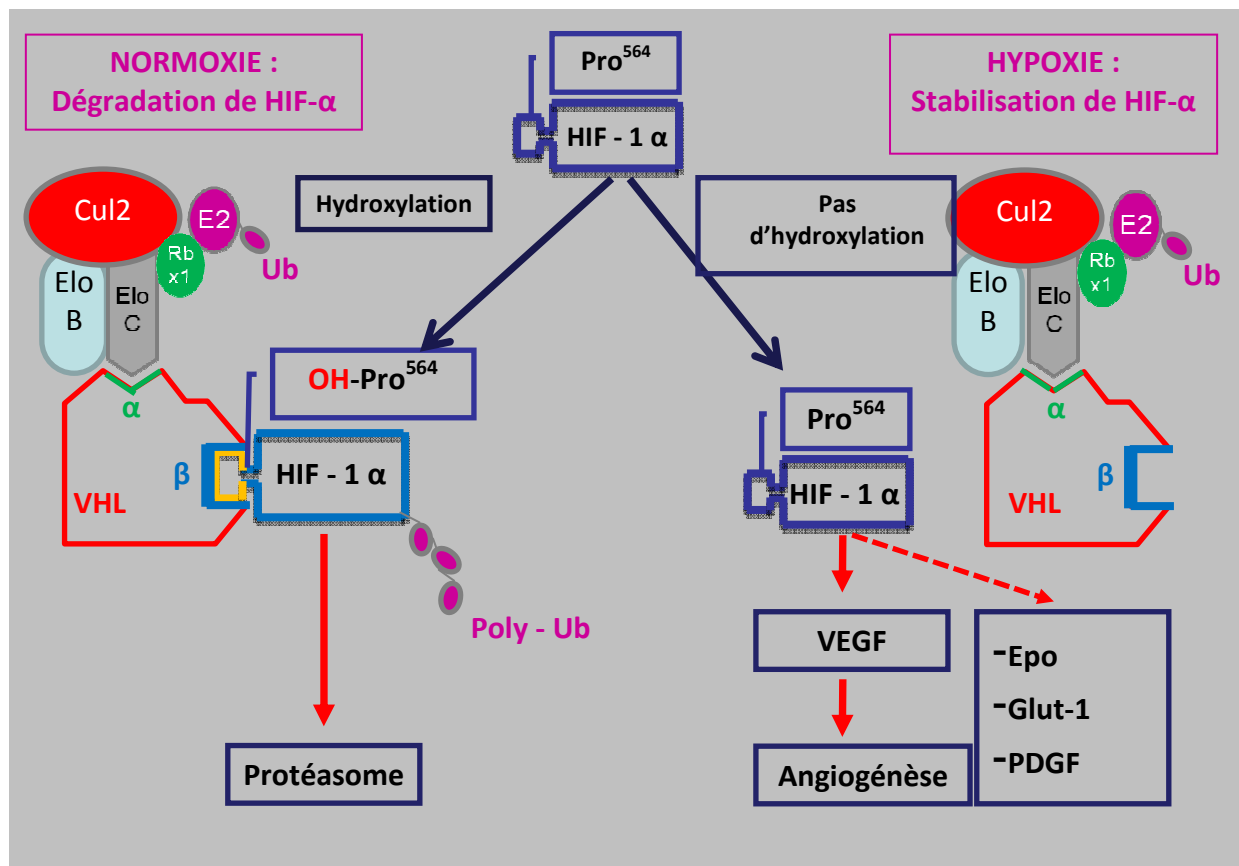 NORMOXIE :
Dégradation de HIF-α
Pro564
HIF - 1 α
HYPOXIE :
Stabilisation de HIF-α
Hydroxylation
Pas
d'hydroxylation
Cul2
E2
Rb
x1
Ub
Elo
B
Elo
C
α
β
VHL
OH-Pro564
HIF - 1 α
Poly - Ub
Protéasome
Cul2
E2
Rb
x1
Ub
Elo
B
Elo
C
α
β
VHL
Pro564
HIF - 1 α
VEGF
Angiogénèse
-Epo
-Glut-1
-PDGF